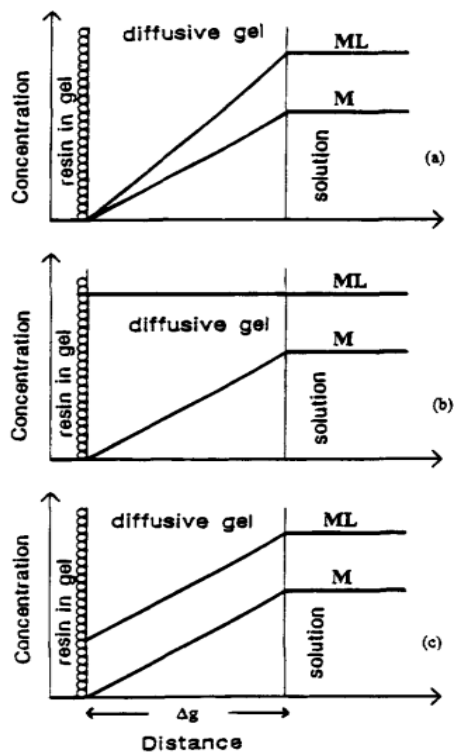 diffusive gel
ML
M
Concentration
resin in gel
solution
(a)
ML
diffusive gel
M
Concentration
resin in gel
solution
(b)
diffusive gel
ML
M
Concentration
resin in gel
solution
(c)
Δg
Distance